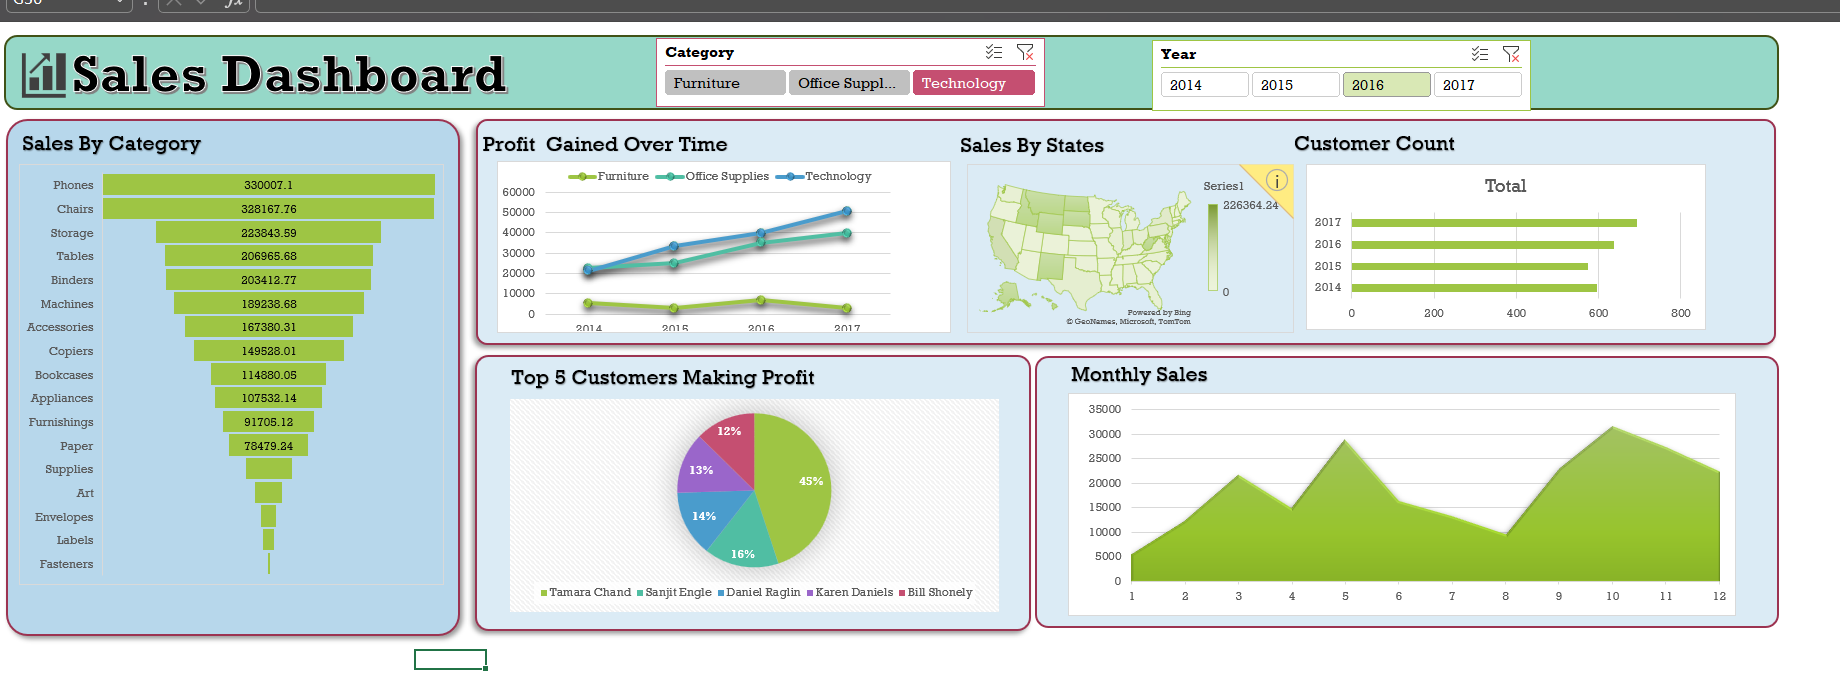 Sales Dashboard
Category
Furniture
Office Suppl...
Technology
Year
2014
2015
2016
2017
Sales By Category
Phones 330007.1
Chairs 328167.76
Storage 223843.59
Tables 206965.68
Binders 203412.77
Machines 189238.68
Accessories 167380.31
Copiers 149528.01
Bookcases 114880.05
Appliances 107532.14
Furnishings 91705.12
Paper 78479.24
Supplies
Art
Envelopes
Labels
Fasteners
Profit Gained Over Time
Furniture Office Supplies Technology
60000
50000
40000
30000
20000
10000
0
2014 2015 2016 2017
Sales By States
Series1
226364.24
0
Powered by Bing
© GeoNames, Microsoft, TomTom
Customer Count
Total
2017
2016
2015
2014
0 200 400 600 800
Top 5 Customers Making Profit
12%
13%
45%
14%
16%
Tamara Chand Sanjit Engle Daniel Raglin Karen Daniels Bill Shonely
Monthly Sales
35000
30000
25000
20000
15000
10000
5000
0
1 2 3 4 5 6 7 8 9 10 11 12